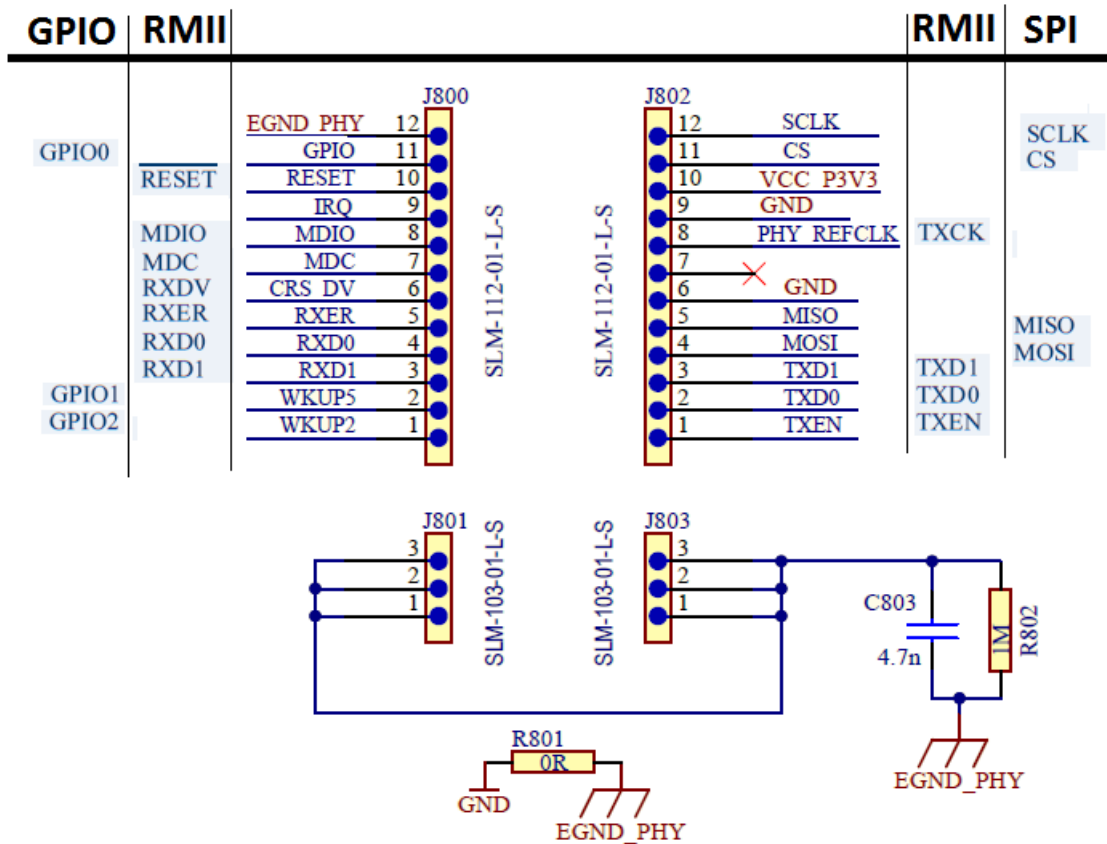 GPIO RMII RMII SPI
J800 J802
EGND_PHY 12 12 SCLK SCLK
GPIO0 GPIO 11 11 CS CS
RESET RESET 10 10 VCC_P3V3
IRQ 9 9 GND
MDIO MDIO 8 8 PHY_REFCLK TXCK
MDC MDC 7 7
RXDV CRS_DV 6 6 GND
RXER RXER 5 5 MISO MISO
RXD0 RXD0 4 4 MOSI MOSI
RXD1 RXD1 3 3 TXD1 TXD1
GPIO1 WKUP5 2 2 TXD0 TXD0
GPIO2 WKUP2 1 1 TXEN TXEN
SLM-112-01-L-S
SLM-112-01-L-S
J801 J803
3 3
2 2
1 1
SLM-103-01-L-S
SLM-103-01-L-S
C803
4.7n
1M
R802
EGND_PHY
R801
0R
GND
EGND_PHY